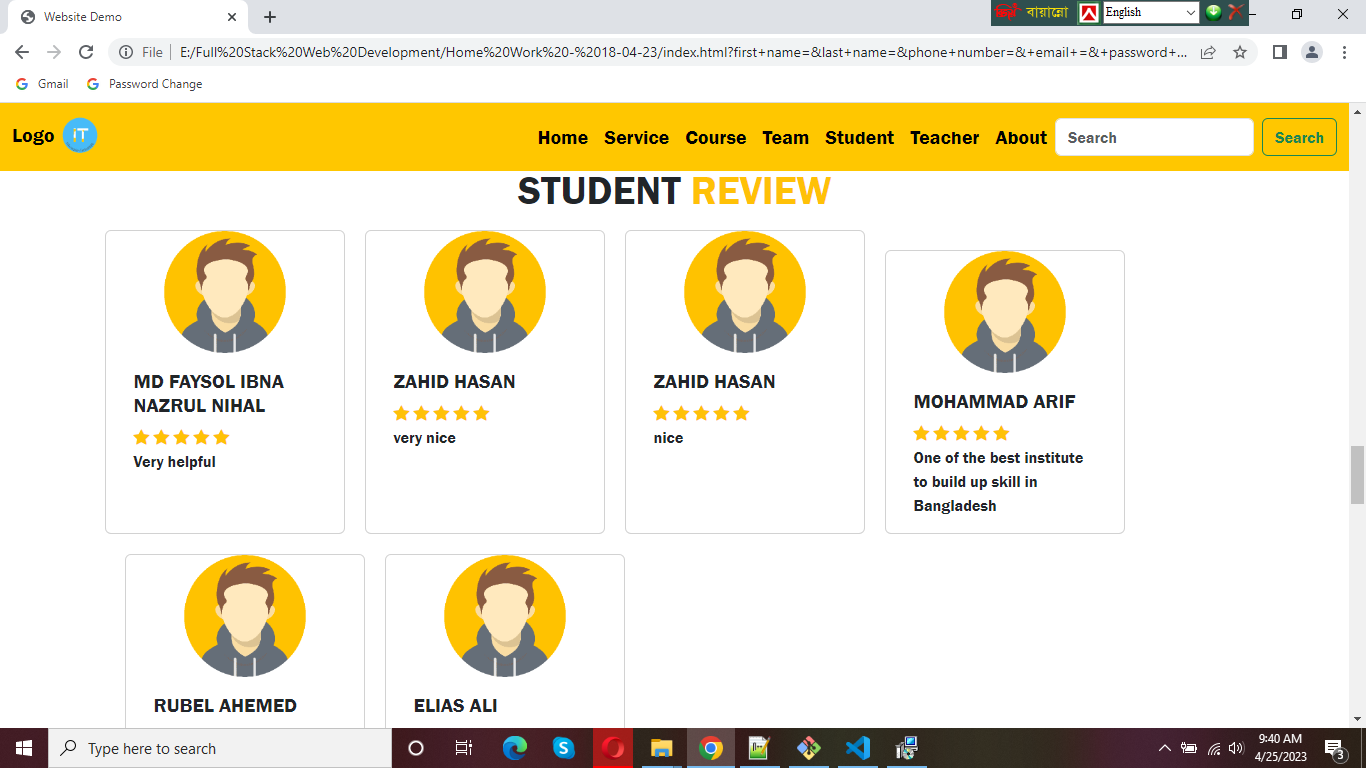 Website Demo
বায়ান্নো
English
File
E:/Full%20Stack%20Web%20Development/Home%20Work%20-%2018-04-23/index.html?first+name=&last+name=&phone+number=&+email+=&+password+...
Gmail
Password Change
Logo
iT
Home
Service
Course
Team
Student
Teacher
About
Search
Search
STUDENT REVIEW
MD FAYSOL IBNA
NAZRUL NIHAL
Very helpful
ZAHID HASAN
very nice
ZAHID HASAN
nice
MOHAMMAD ARIF
One of the best institute
to build up skill in
Bangladesh
RUBEL AHEMED
ELIAS ALI
Type here to search
9:40 AM
4/25/2023
3